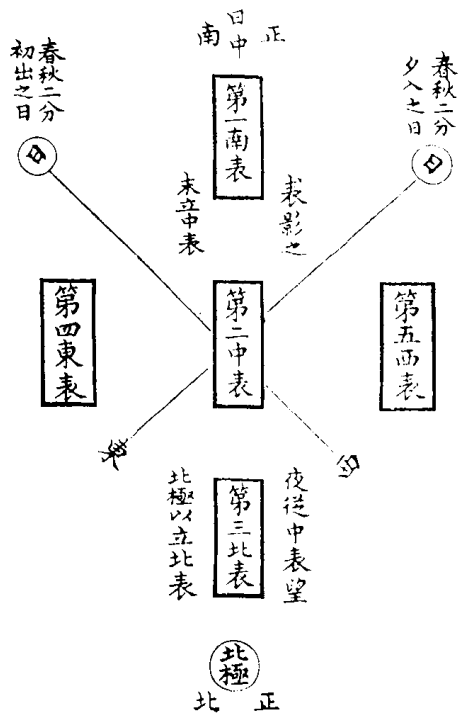 正南
日中
春秋二分
夕入之日
日
第一南表
表影之
末立中表
春秋二分
初出之日
日
第五西表
第二中表
第四東表
西
東
夜從中表望
第三北表
北極以立北表
北極
正北